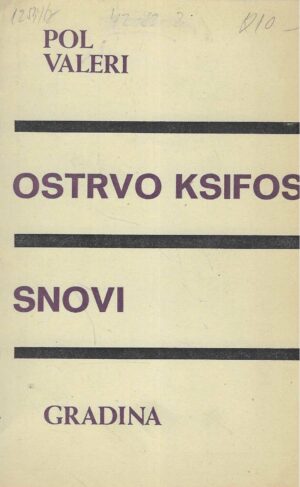 POL
VALERI
OSTRVO KSIFOS
SNOVI
GRADINA